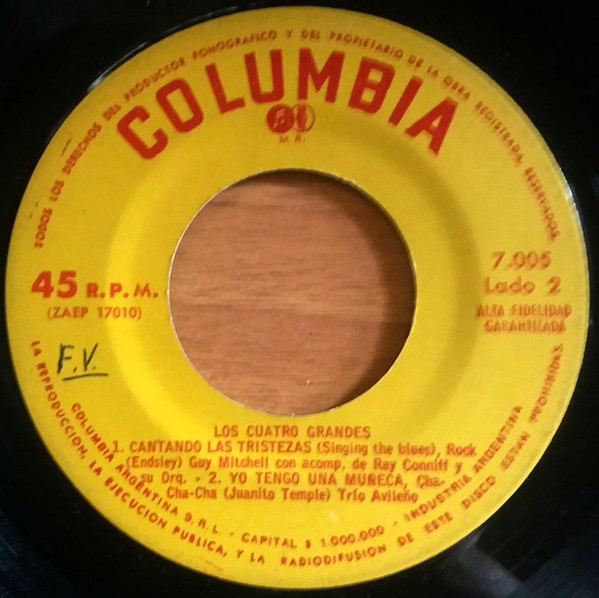 TODOS LOS DERECHOS DEL PRODUCTOR FONOGRAFICO Y DEL PROPIETARIO DE LA OBRA REGISTRADA, RESERVADOS.
COLUMBIA
M. R.
45 R.P.M.
(ZAEP 17010)
7.005
Lado 2
ALTA FIDELIDAD
GARANTIZADA
F.V.
LOS CUATRO GRANDES
1. CANTANDO LAS TRISTEZAS (Singing the blues), Rock
(Endsley) Guy Mitchell con acomp. de Ray Conniff y
su Orq. - 2. YO TENGO UNA MUÑECA, Cha-
Cha-Cha (Juanito Temple) Trío Avileño
COLUMBIA ARGENTINA S.R.L. - CAPITAL $ 1.000.000 - INDUSTRIA ARGENTINA
LA REPRODUCCION, LA EJECUCION PUBLICA, Y LA RADIODIFUSION DE ESTE DISCO ESTAN PROHIBIDAS.